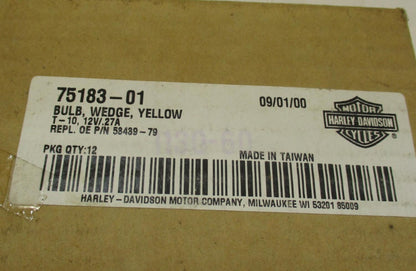 75183-01
09/01/00
BULB, WEDGE, YELLOW
T-10, 12V/.27A
REPL. OE P/N 58439-79
MOTOR
HARLEY-DAVIDSON
CYCLES
PKG QTY:12
MADE IN TAIWAN
HARLEY-DAVIDSON MOTOR COMPANY, MILWAUKEE WI 53201 85009